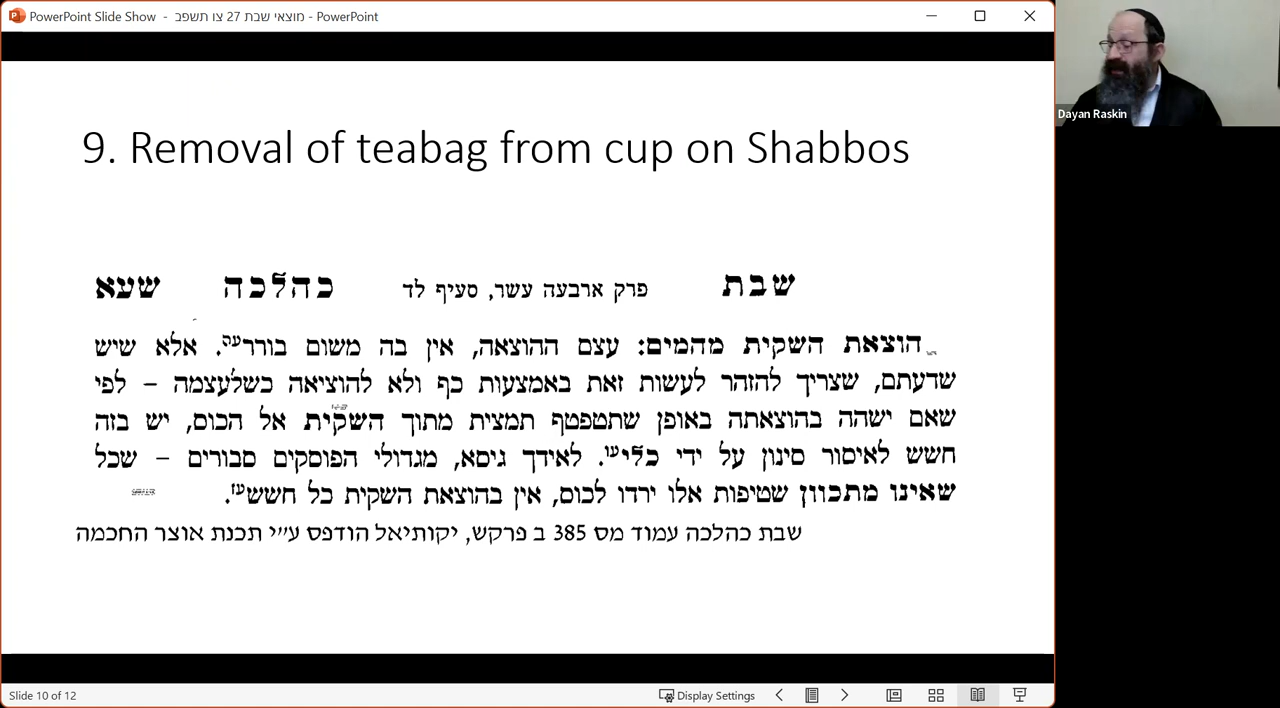 PowerPoint Slide Show - מוצאי שבת 27 צו תשפב - PowerPoint
Dayan Raskin
9. Removal of teabag from cup on Shabbos
שבת פרק ארבעה עשר, סעיף לד כהלכה שעא
הוצאת השקית מהמים: עצם ההוצאה, אין בה משום בוררעה. אלא שיש
שדעתם, שצריך להזהר לעשות זאת באמצעות כף ולא להוציאה כשלעצמה – לפי
שאם ישהה בהוצאתה באופן שתטפטף תמצית מתוך השקית אל הכוס, יש בזה
חשש לאיסור סינון על ידי כליעו. לאידך גיסא, מגדולי הפוסקים סבורים – שכל
שאינו מתכוון שטיפות אלו ירדו לכוס, אין בהוצאת השקית כל חששעז.
שבת כהלכה עמוד מס 385 ב פרקש, יקותיאל הודפס ע״י תכנת אוצר החכמה
Slide 10 of 12
Display Settings